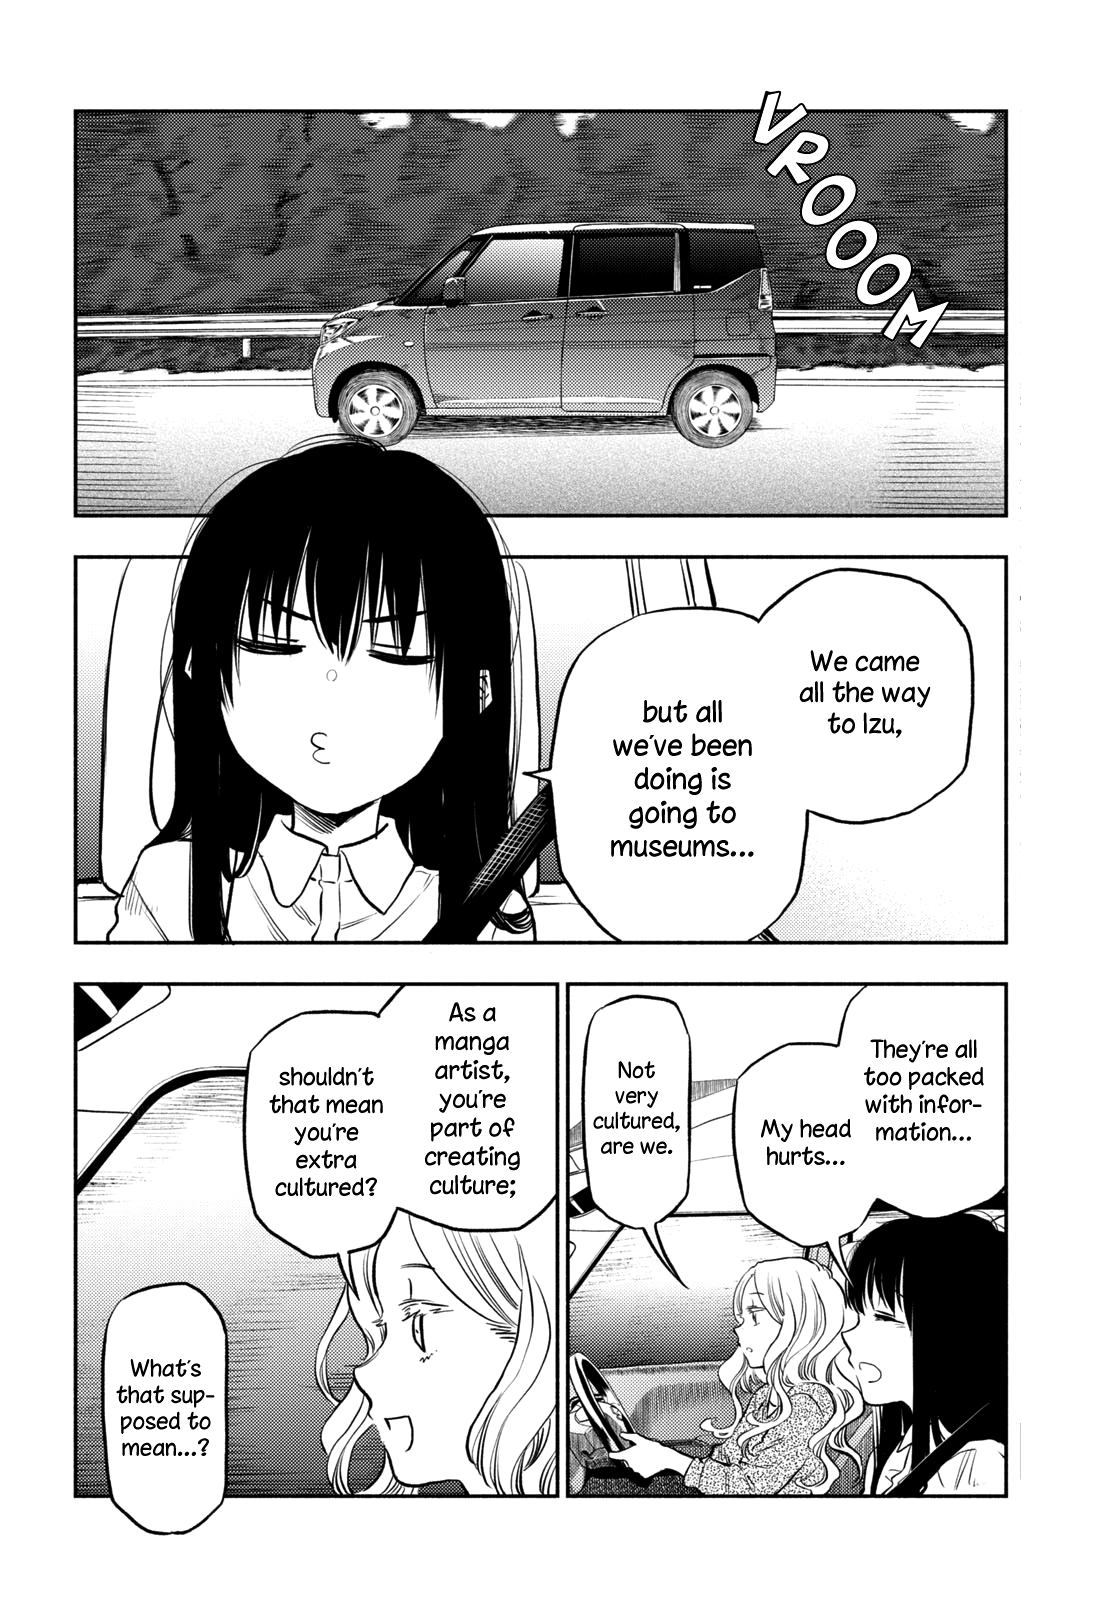 VROOOM
We came
all the way
to Izu,
but all
we've been
doing is
going to
museums...
They're all
too packed
with infor-
mation...
My head
hurts...
Not
very
cultured,
are we.
As a
manga
artist,
you're
part of
creating
culture;
shouldn't
that mean
you're
extra
cultured?
What's
that sup-
posed to
mean...?